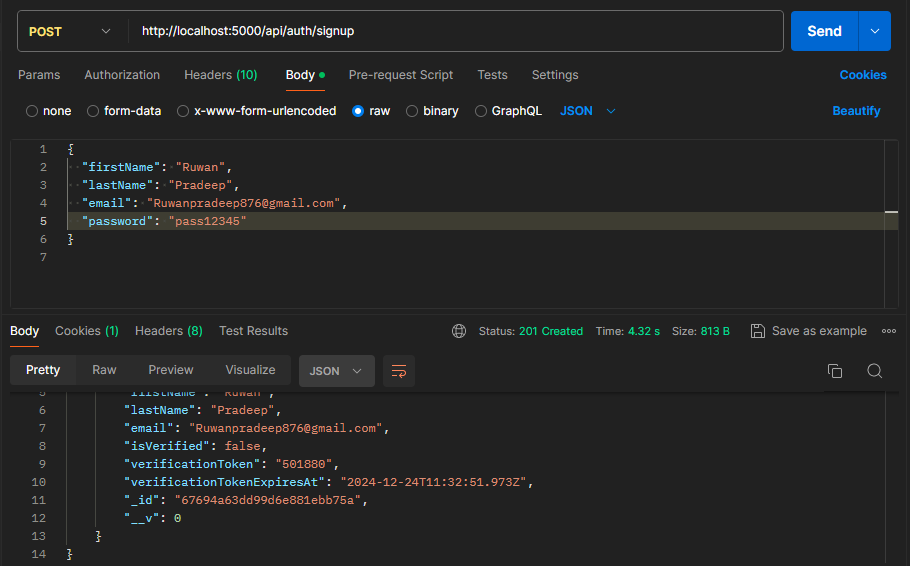 POST http://localhost:5000/api/auth/signup Send
Params Authorization Headers (10) Body Pre-request Script Tests Settings Cookies
none form-data x-www-form-urlencoded raw binary GraphQL JSON Beautify
1 {
2 "firstName": "Ruwan",
3 "lastName": "Pradeep",
4 "email": "Ruwanpradeep876@gmail.com",
5 "password": "pass12345"
6 }
7
Body Cookies (1) Headers (8) Test Results Status: 201 Created Time: 4.32 s Size: 813 B Save as example
Pretty Raw Preview Visualize JSON
5 "firstName": "Ruwan",
6 "lastName": "Pradeep",
7 "email": "Ruwanpradeep876@gmail.com",
8 "isVerified": false,
9 "verificationToken": "501880",
10 "verificationTokenExpiresAt": "2024-12-24T11:32:51.973Z",
11 "_id": "67694a63dd99d6e881ebb75a",
12 "__v": 0
13 }
14 }